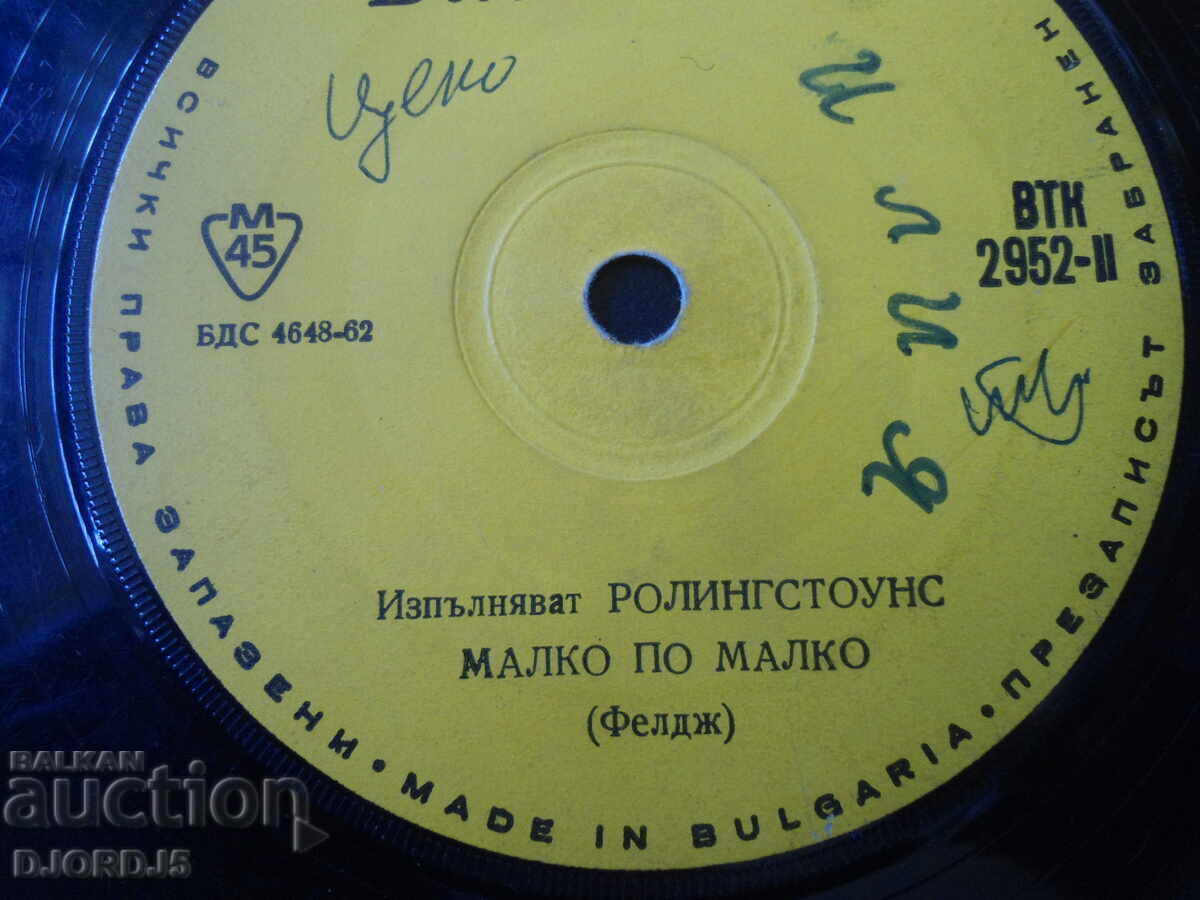 Цеко
М
45
БДС 4648-62
ВТК
2952-II
Изпълняват РОЛИНГСТОУНС
МАЛКО ПО МАЛКО
(Фелдж)
ВСИЧКИ ПРАВА ЗАПАЗЕНИ • MADE IN BULGARIA • ПРЕЗАПИСЪТ ЗАБРАНЕН
BALKAN
auction
DJORDJ5